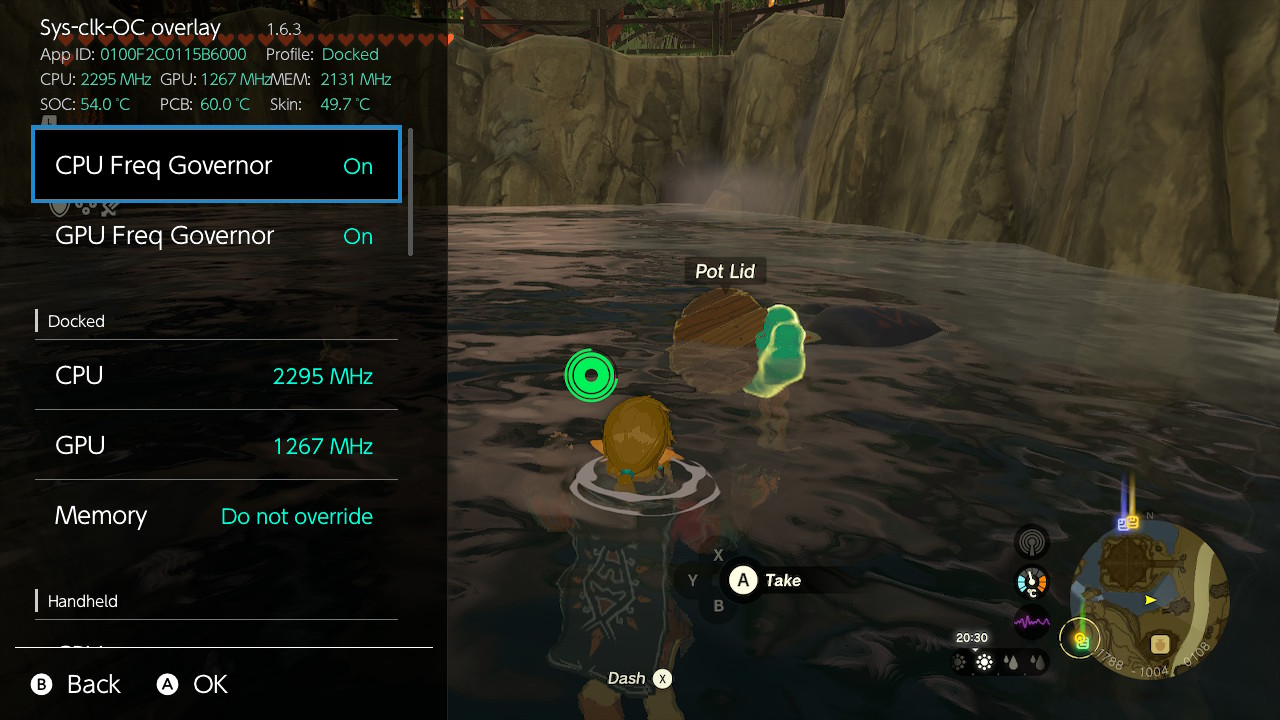 Sys-clk-OC overlay 1.6.3
App ID: 0100F2C0115B6000 Profile: Docked
CPU: 2295 MHz GPU: 1267 MHz MEM: 2131 MHz
SOC: 54.0 °C PCB: 60.0 °C Skin: 49.7 °C
L
CPU Freq Governor On
GPU Freq Governor On
Docked
CPU 2295 MHz
GPU 1267 MHz
Memory Do not override
Handheld
B Back A OK
Pot Lid
X
Y A Take
B
Dash X
N
°C
20:30
1788 -1004 0108